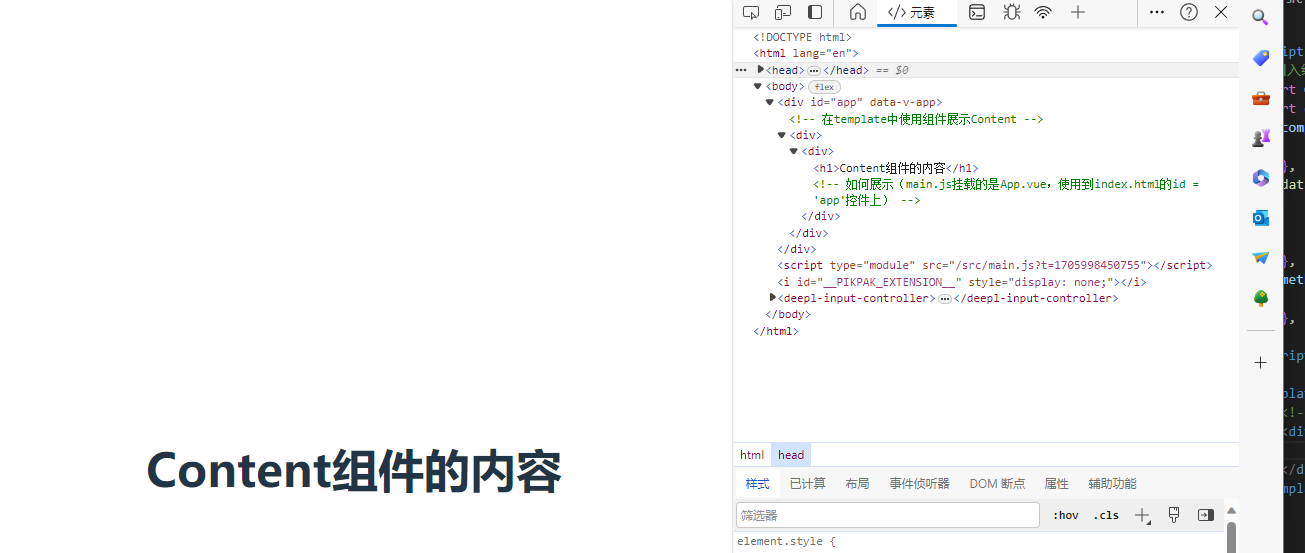 元素
<!DOCTYPE html>
<html lang="en">
<head> </head> == $0
<body> flex
<div id="app" data-v-app>
<!-- 在template中使用组件展示Content -->
<div>
<div>
<h1>Content组件的内容</h1>
<!-- 如何展示（main.js挂载的是App.vue，使用到index.html的id =
'app'控件上） -->
</div>
</div>
</div>
<script type="module" src="/src/main.js?t=1705998450755"></script>
<i id="__PIKPAK_EXTENSION__" style="display: none;"></i>
<deepl-input-controller> </deepl-input-controller>
</body>
</html>
Content组件的内容
html head
样式 已计算 布局 事件侦听器 DOM 断点 属性 辅助功能
筛选器 :hov .cls
element.style {